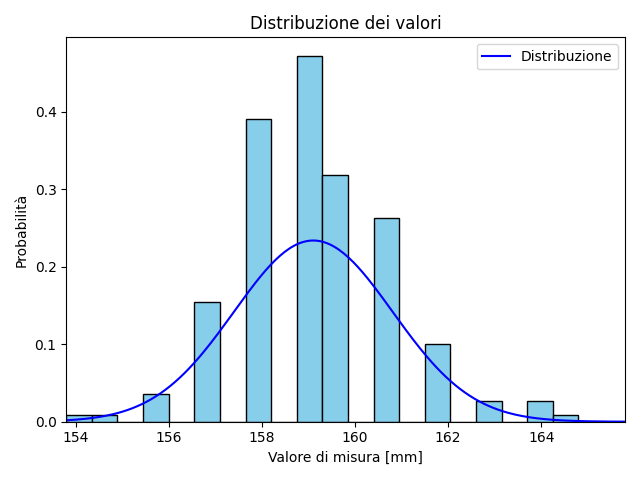 Distribuzione dei valori
Distribuzione
Probabilità
0.4
0.3
0.2
0.1
0.0
154 156 158 160 162 164
Valore di misura [mm]